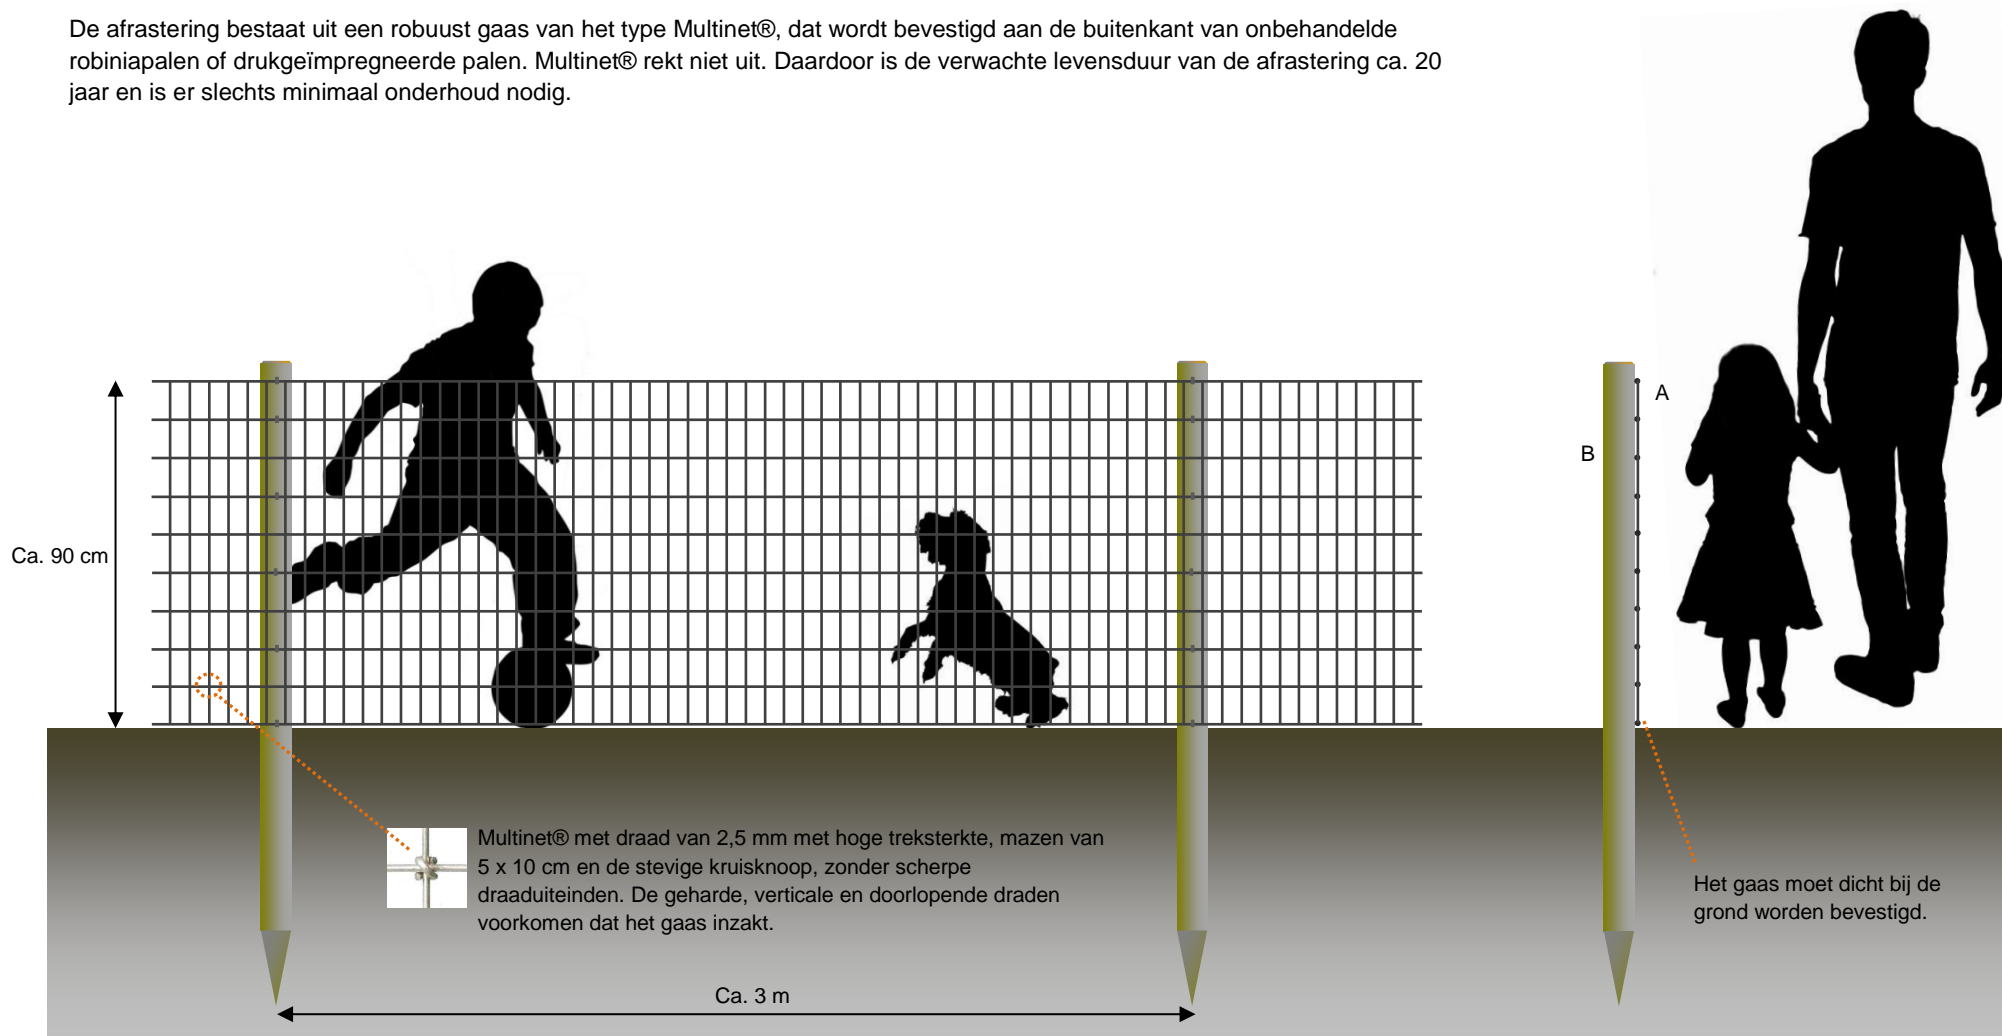 De afrastering bestaat uit een robuust gaas van het type Multinet®, dat wordt bevestigd aan de buitenkant van onbehandelde
robiniapalen of drukgeïmpregneerde palen. Multinet® rekt niet uit. Daardoor is de verwachte levensduur van de afrastering ca. 20
jaar en is er slechts minimaal onderhoud nodig.
A
B
Ca. 90 cm
Multinet® met draad van 2,5 mm met hoge treksterkte, mazen van
5 x 10 cm en de stevige kruisknoop, zonder scherpe
draaduiteinden. De geharde, verticale en doorlopende draden
voorkomen dat het gaas inzakt.
Het gaas moet dicht bij de
grond worden bevestigd.
Ca. 3 m